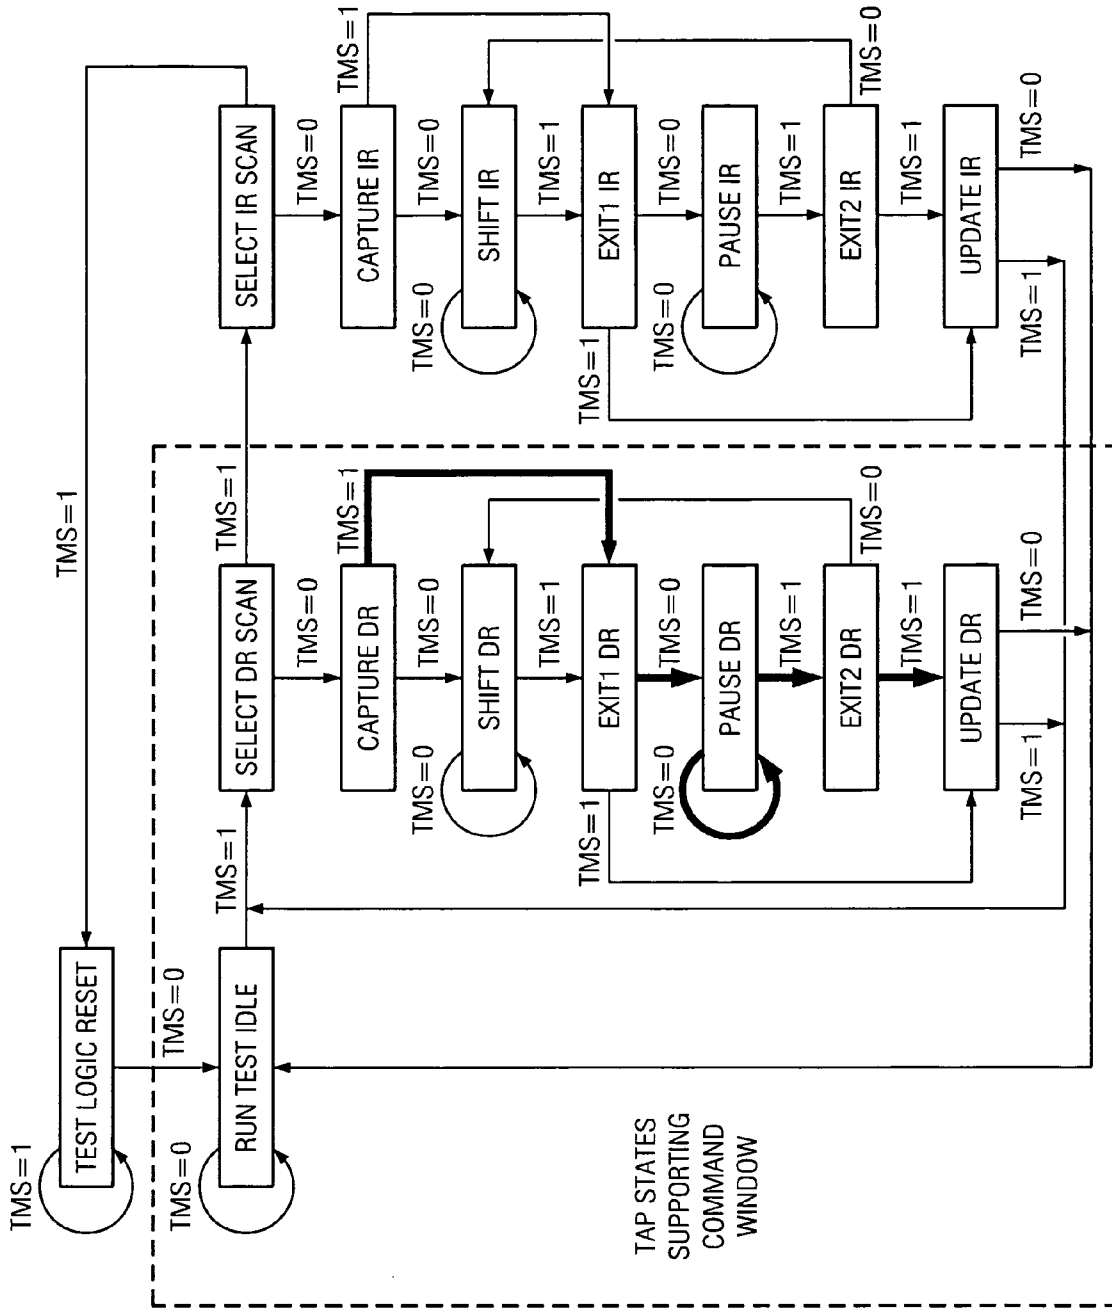 TMS=1
TEST LOGIC RESET
TMS=1
TMS=0
TMS=0
RUN TEST IDLE
TMS=1
SELECT DR SCAN
TMS=1
SELECT IR SCAN
TMS=0
TMS=0
CAPTURE DR
TMS=1
CAPTURE IR
TMS=1
TMS=0
TMS=0
TMS=0
SHIFT DR
TMS=0
SHIFT IR
TMS=1
TMS=1
TMS=1
EXIT1 DR
TMS=1
EXIT1 IR
TMS=0
TMS=0
TMS=0
PAUSE DR
TMS=0
PAUSE IR
TMS=1
TMS=1
EXIT2 DR
TMS=0
EXIT2 IR
TMS=0
TMS=1
TMS=1
UPDATE DR
UPDATE IR
TMS=1
TMS=0
TMS=1
TMS=0
TAP STATES
SUPPORTING
COMMAND
WINDOW